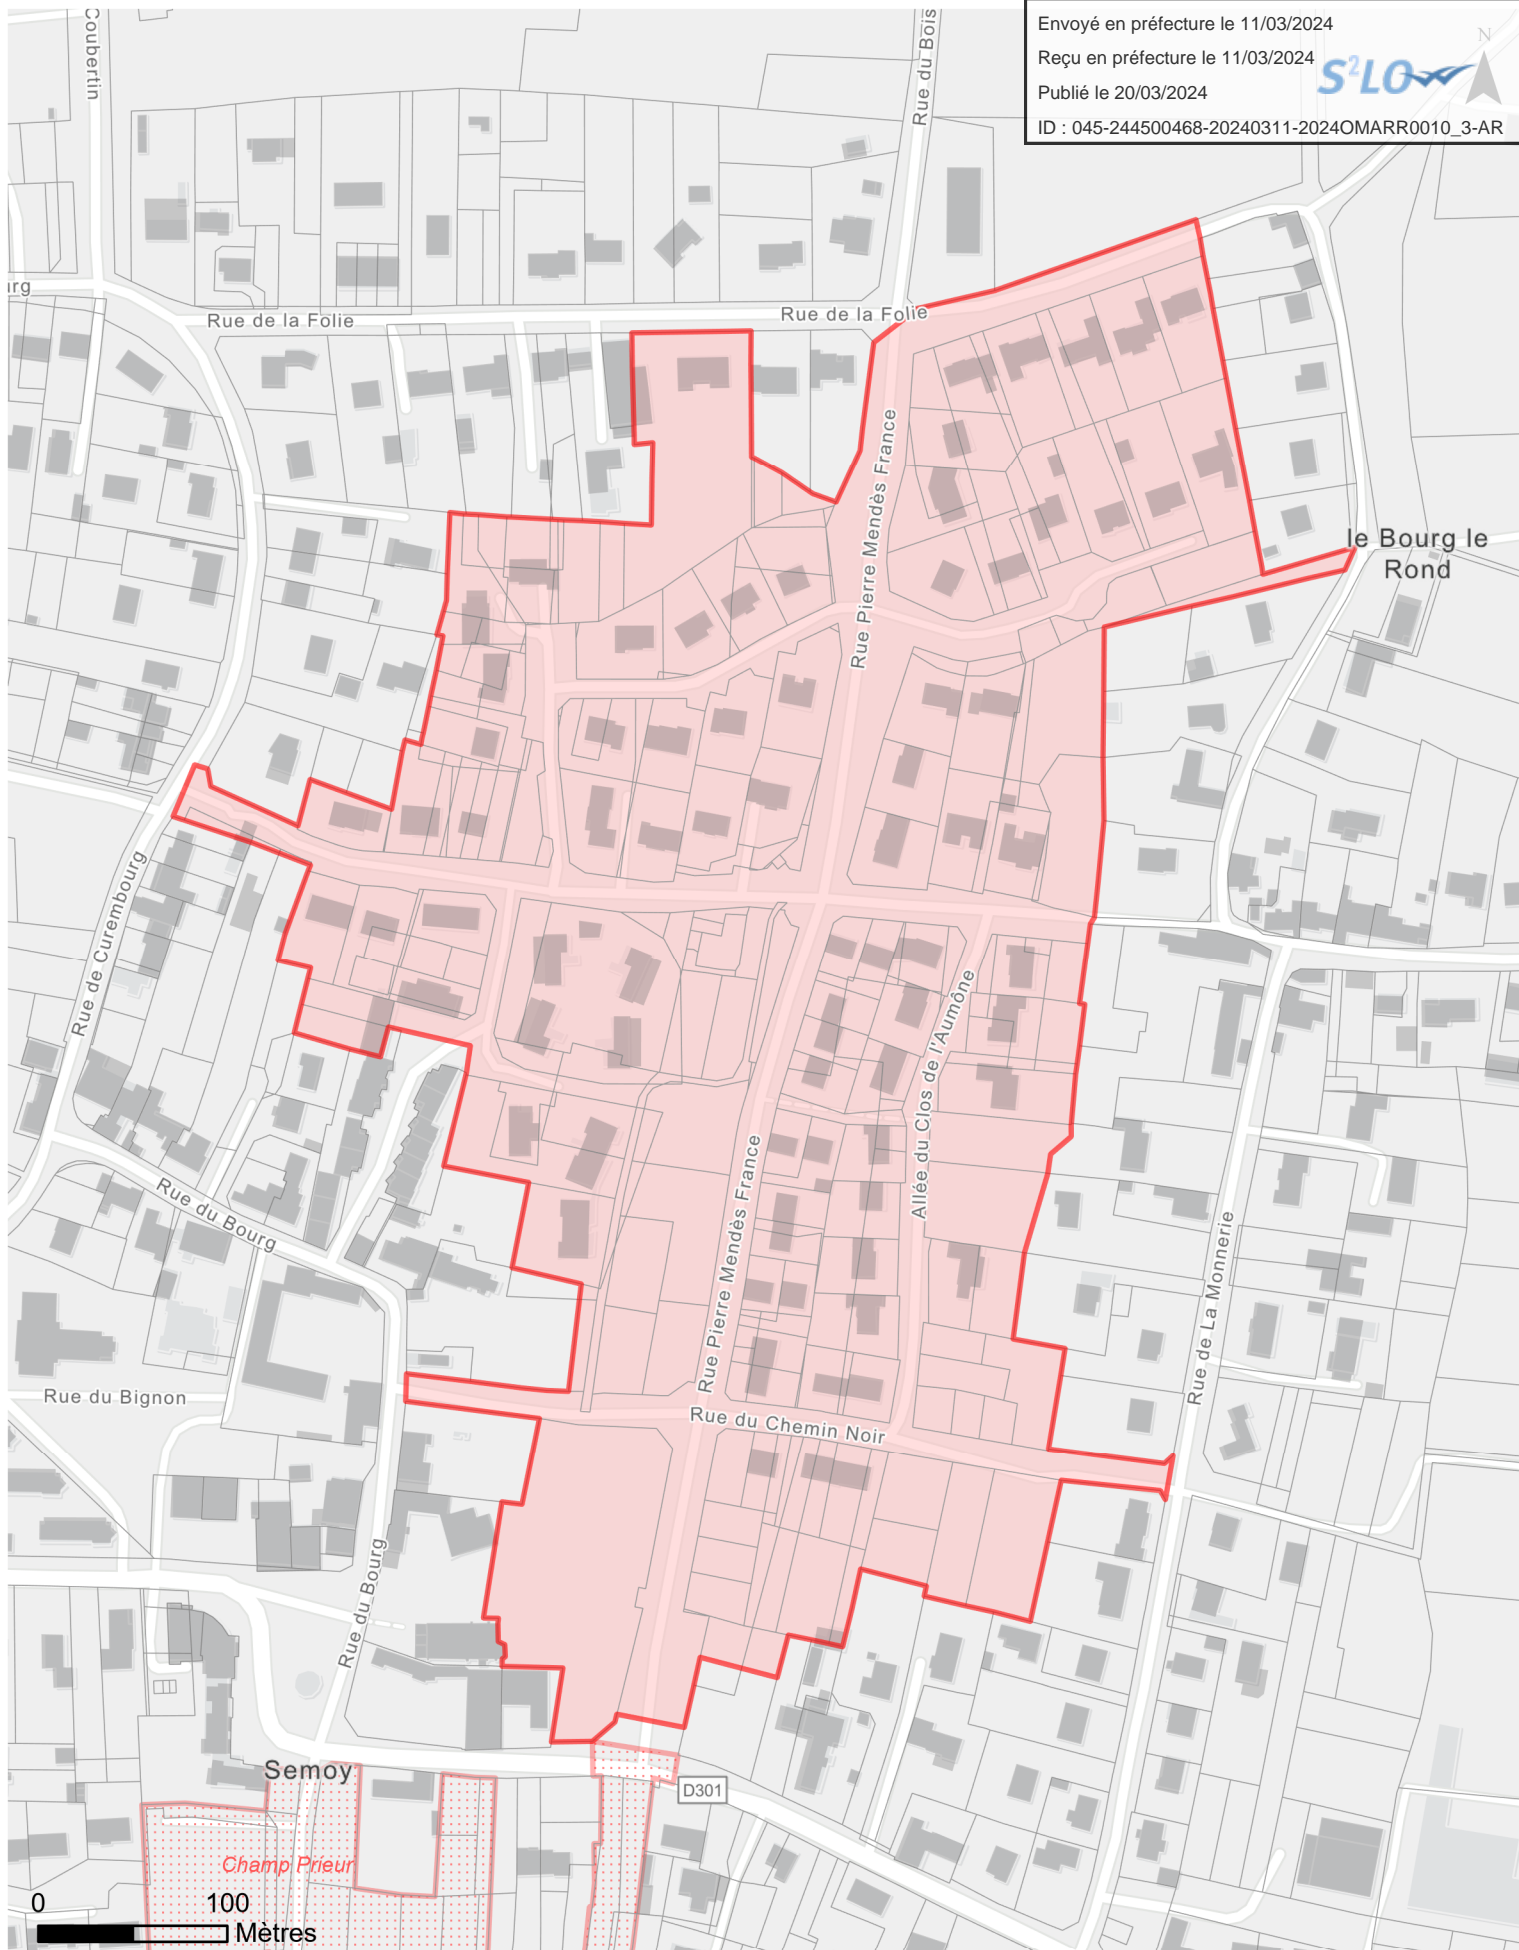 Envoyé en préfecture le 11/03/2024
Reçu en préfecture le 11/03/2024
Publié le 20/03/2024
ID : 045-244500468-20240311-2024OMARR0010_3-AR
S²LO
N
Coubertin
Rue du Bois
urg
Rue de la Folie
Rue de la Folie
Rue Pierre Mendès France
le Bourg le
Rond
Rue de Curembourg
Allée du Clos de l'Aumône
Rue Pierre Mendès France
Rue du Bourg
Rue de La Monnerie
Rue du Bignon
Rue du Chemin Noir
Rue du Bourg
Semoy
D301
Champ Prieur
0 100
Mètres